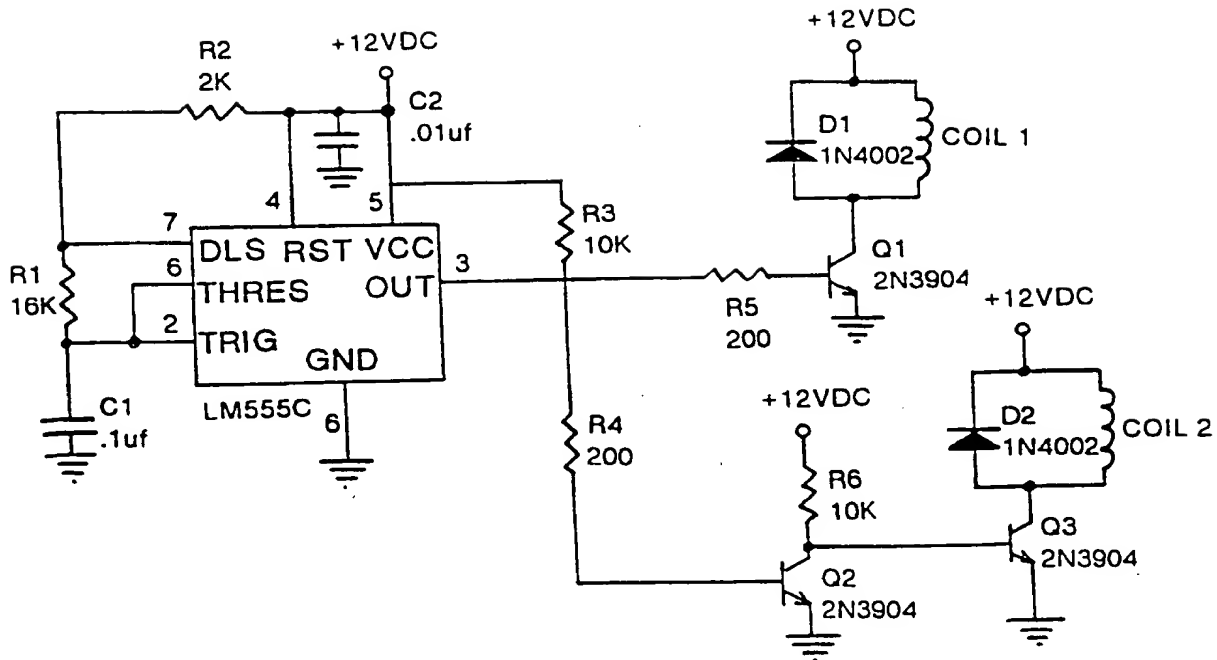 +12VDC
R2
2K
C2
.01uf
4
5
7
6
2
3
DLS RST VCC
THRES OUT
TRIG
GND
LM555C
6
R1
16K
C1
.1uf
R3
10K
R5
200
R4
200
+12VDC
D1
1N4002
COIL 1
Q1
2N3904
+12VDC
R6
10K
Q2
2N3904
+12VDC
D2
1N4002
COIL 2
Q3
2N3904